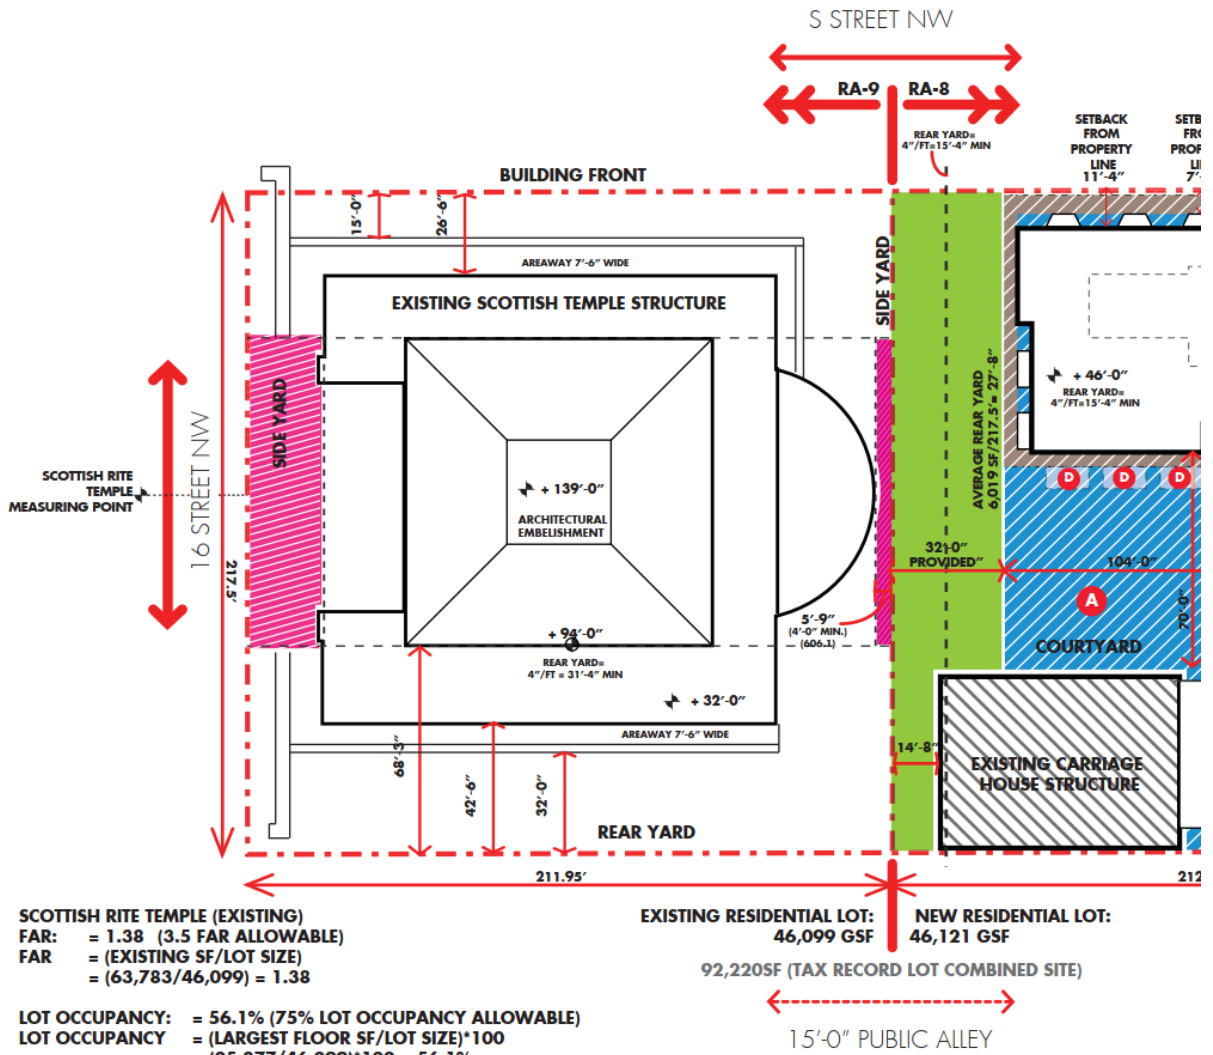 S STREET NW
RA-9
RA-8
REAR YARD=
4"/FT=15'-4" MIN
SETBACK
FROM
PROPERTY
LINE
11'-4"
BUILDING FRONT
15'-0"
26'-6"
AREAWAY 7'-6" WIDE
EXISTING SCOTTISH TEMPLE STRUCTURE
SIDE YARD
SIDE YARD
16 STREET NW
217.5'
SCOTTISH RITE
TEMPLE
MEASURING POINT
+ 139'-0"
ARCHITECTURAL
EMBELISHMENT
AVERAGE REAR YARD
6,019 SF/217.5'= 27'-8"
+ 46'-0"
REAR YARD=
4"/FT=15'-4" MIN
D
D
D
32'-0"
PROVIDED"
104'-0"
A
70'-0"
COURTYARD
5'-9"
(4'-0" MIN.)
(606.1)
+ 94'-0"
REAR YARD=
4"/FT = 31'-4" MIN
+ 32'-0"
AREAWAY 7'-6" WIDE
68'-3"
42'-6"
32'-0"
14'-8"
EXISTING CARRIAGE
HOUSE STRUCTURE
REAR YARD
211.95'
212
SCOTTISH RITE TEMPLE (EXISTING)
FAR: = 1.38 (3.5 FAR ALLOWABLE)
FAR = (EXISTING SF/LOT SIZE)
= (63,783/46,099) = 1.38
EXISTING RESIDENTIAL LOT:
46,099 GSF
NEW RESIDENTIAL LOT:
46,121 GSF
92,220SF (TAX RECORD LOT COMBINED SITE)
LOT OCCUPANCY: = 56.1% (75% LOT OCCUPANCY ALLOWABLE)
LOT OCCUPANCY = (LARGEST FLOOR SF/LOT SIZE)*100
15'-0" PUBLIC ALLEY